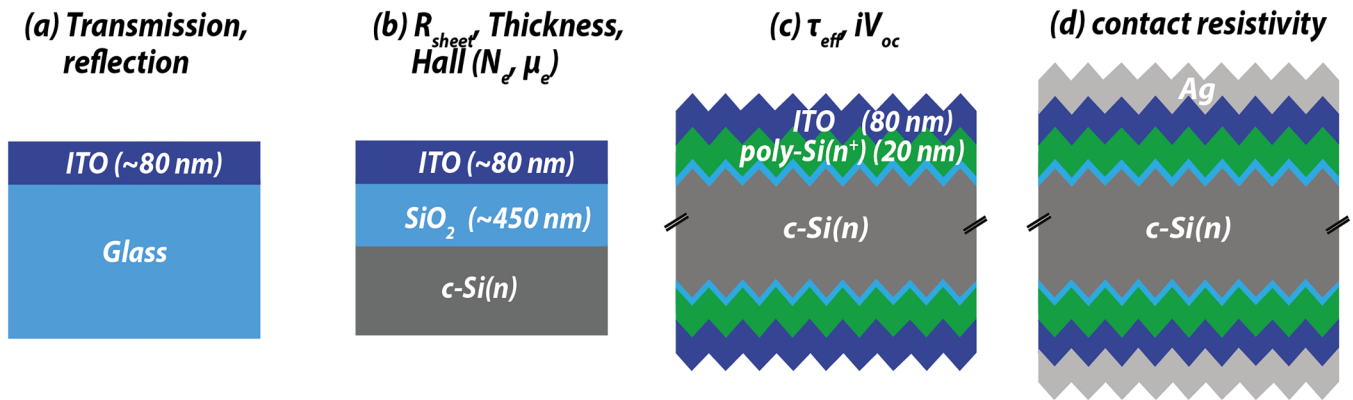 (a) Transmission,
reflection
ITO (~80 nm)
Glass
(b) Rsheet, Thickness,
Hall (Ne, μe)
ITO (~80 nm)
SiO2 (~450 nm)
c-Si(n)
(c) τeff, iVoc
ITO (80 nm)
poly-Si(n⁺) (20 nm)
c-Si(n)
(d) contact resistivity
Ag
c-Si(n)